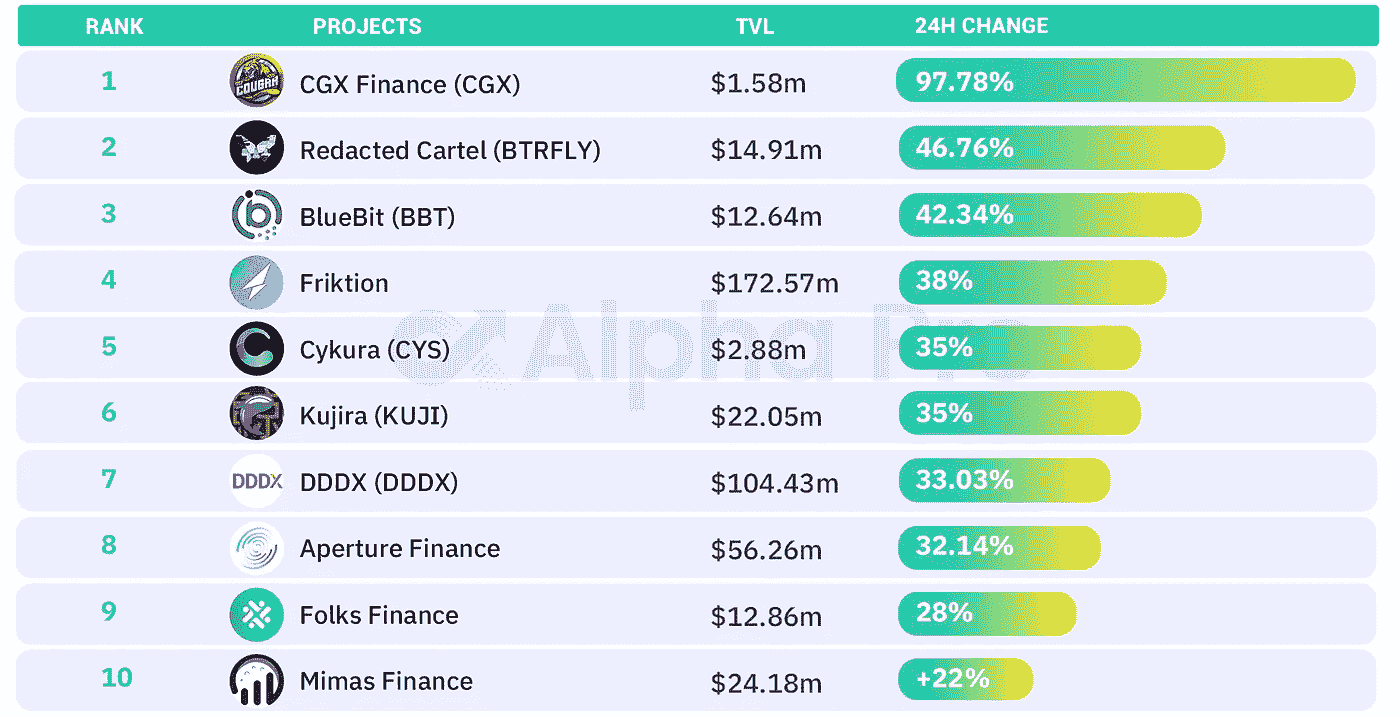 RANK PROJECTS TVL 24H CHANGE
1 COUGAR CGX Finance (CGX) $1.58m 97.78%
2 Redacted Cartel (BTRFLY) $14.91m 46.76%
3 BlueBit (BBT) $12.64m 42.34%
4 Friktion $172.57m 38%
5 Cykura (CYS) $2.88m 35%
6 Kujira (KUJI) $22.05m 35%
7 DDDX DDDX (DDDX) $104.43m 33.03%
8 Aperture Finance $56.26m 32.14%
9 Folks Finance $12.86m 28%
10 Mimas Finance $24.18m +22%
Alpha Pro